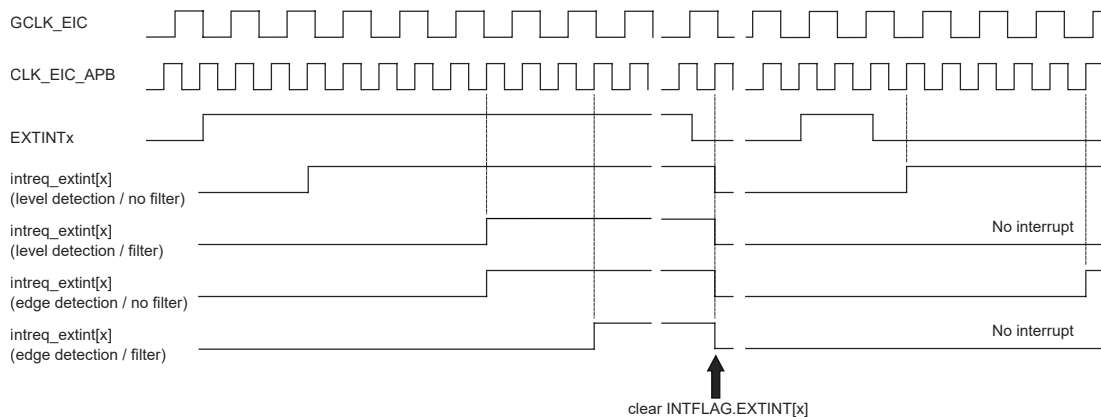 GCLK_EIC
CLK_EIC_APB
EXTINTx
intreq_extint[x]
(level detection / no filter)
intreq_extint[x]
(level detection / filter)
No interrupt
intreq_extint[x]
(edge detection / no filter)
intreq_extint[x]
(edge detection / filter)
No interrupt
clear INTFLAG.EXTINT[x]